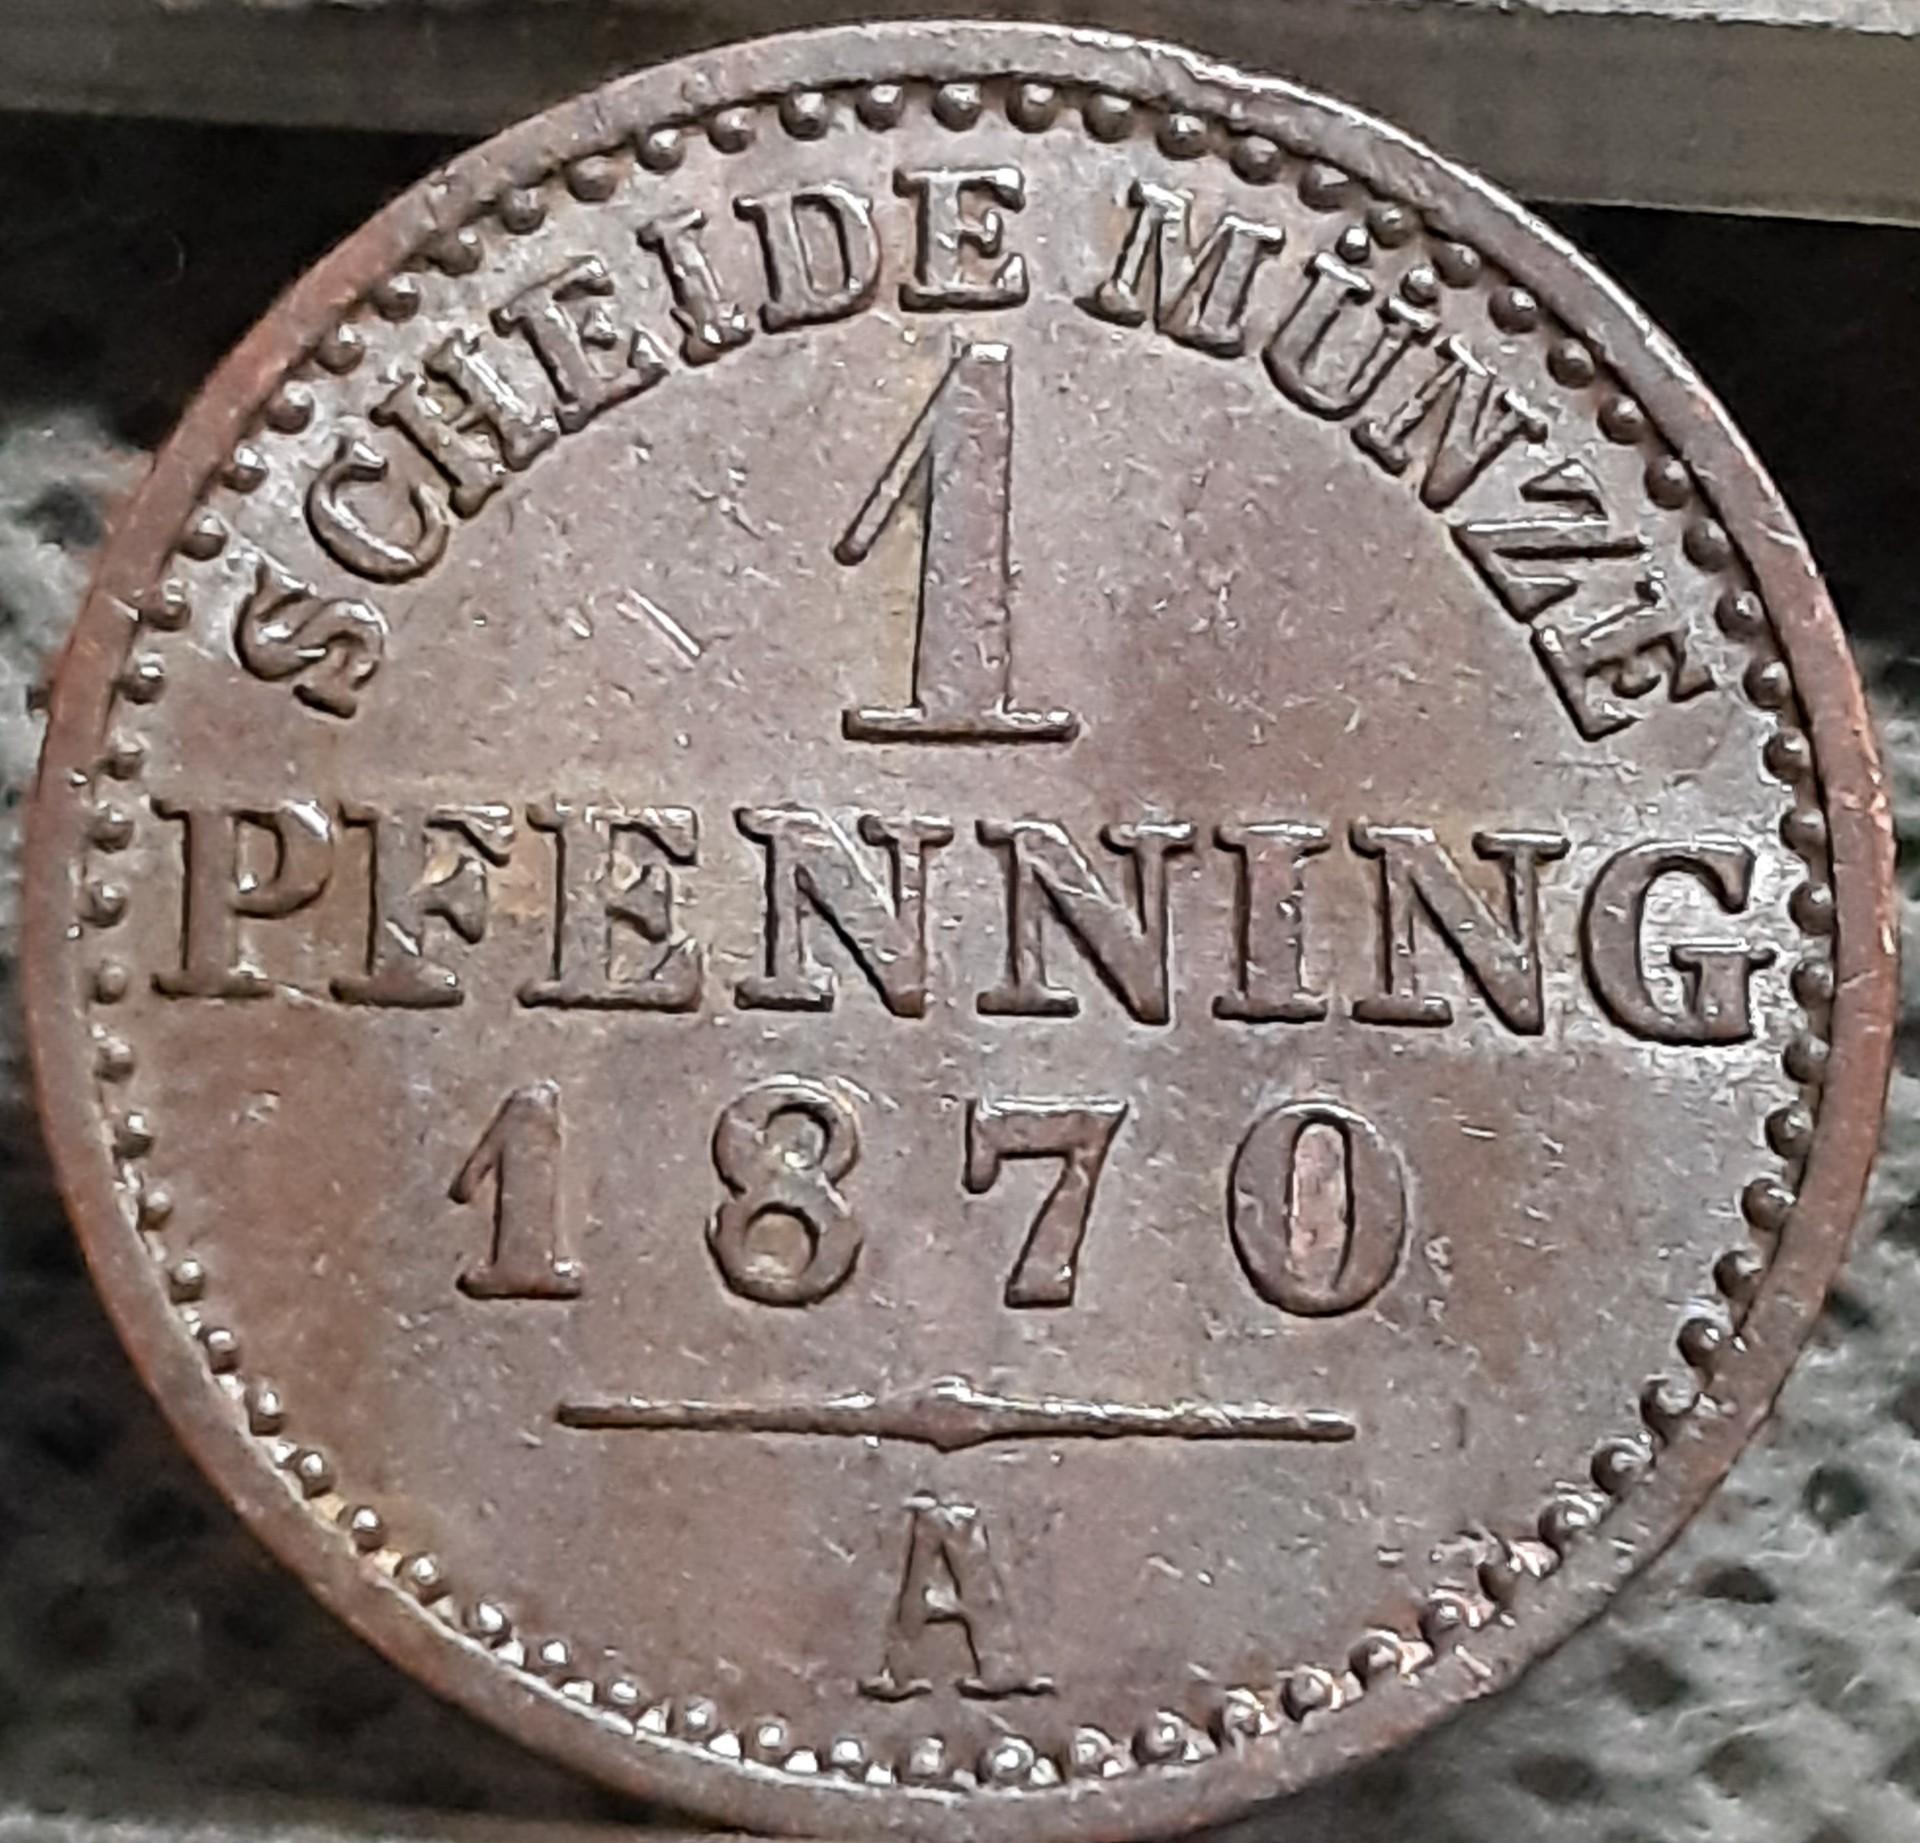 SCHEIDE MÜNZE
1
PFENNING
1870
A